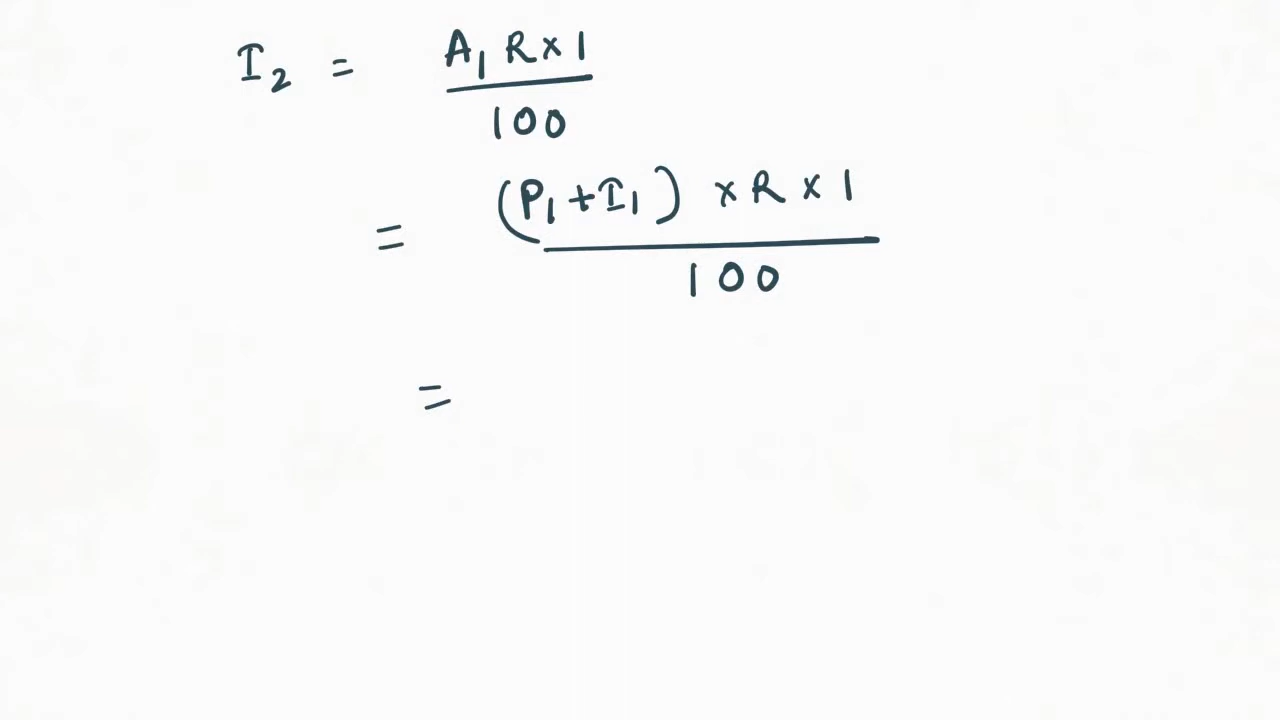 I₂ = A₁ R × 1
100
= (P₁ + I₁) × R × 1
100
=